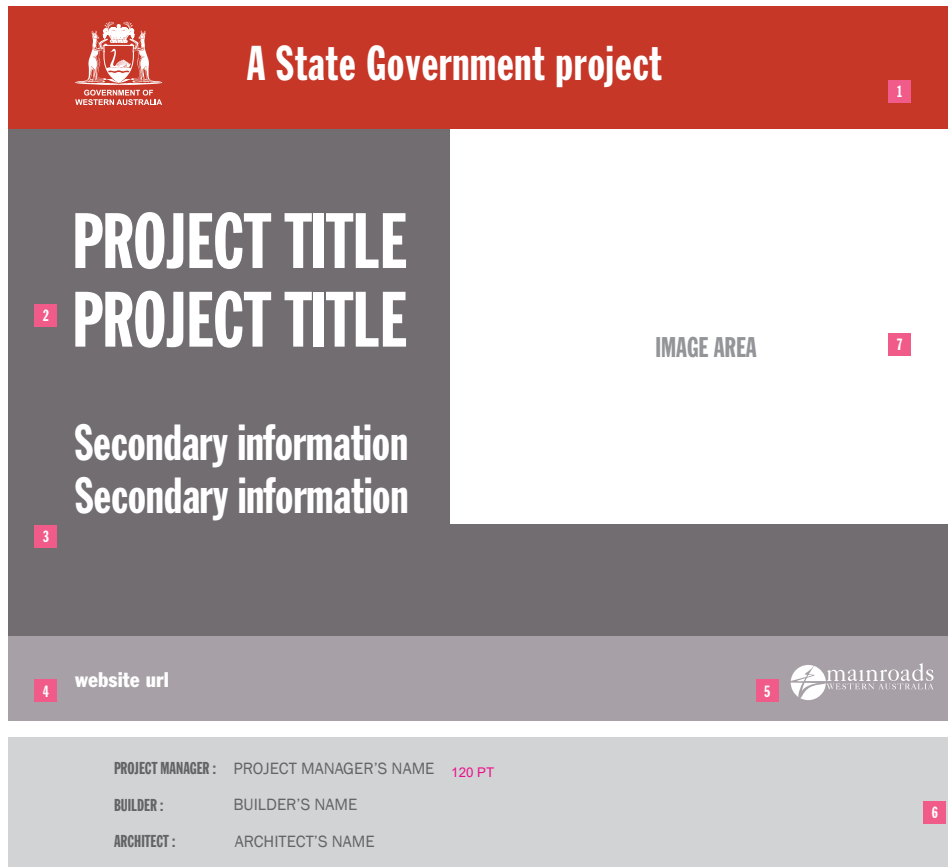 A State Government project
GOVERNMENT OF
WESTERN AUSTRALIA
1
PROJECT TITLE
PROJECT TITLE
2
IMAGE AREA
7
Secondary information
Secondary information
3
website url
4
5
mainroads
WESTERN AUSTRALIA
PROJECT MANAGER : PROJECT MANAGER'S NAME 120 PT
BUILDER : BUILDER'S NAME
6
ARCHITECT : ARCHITECT'S NAME